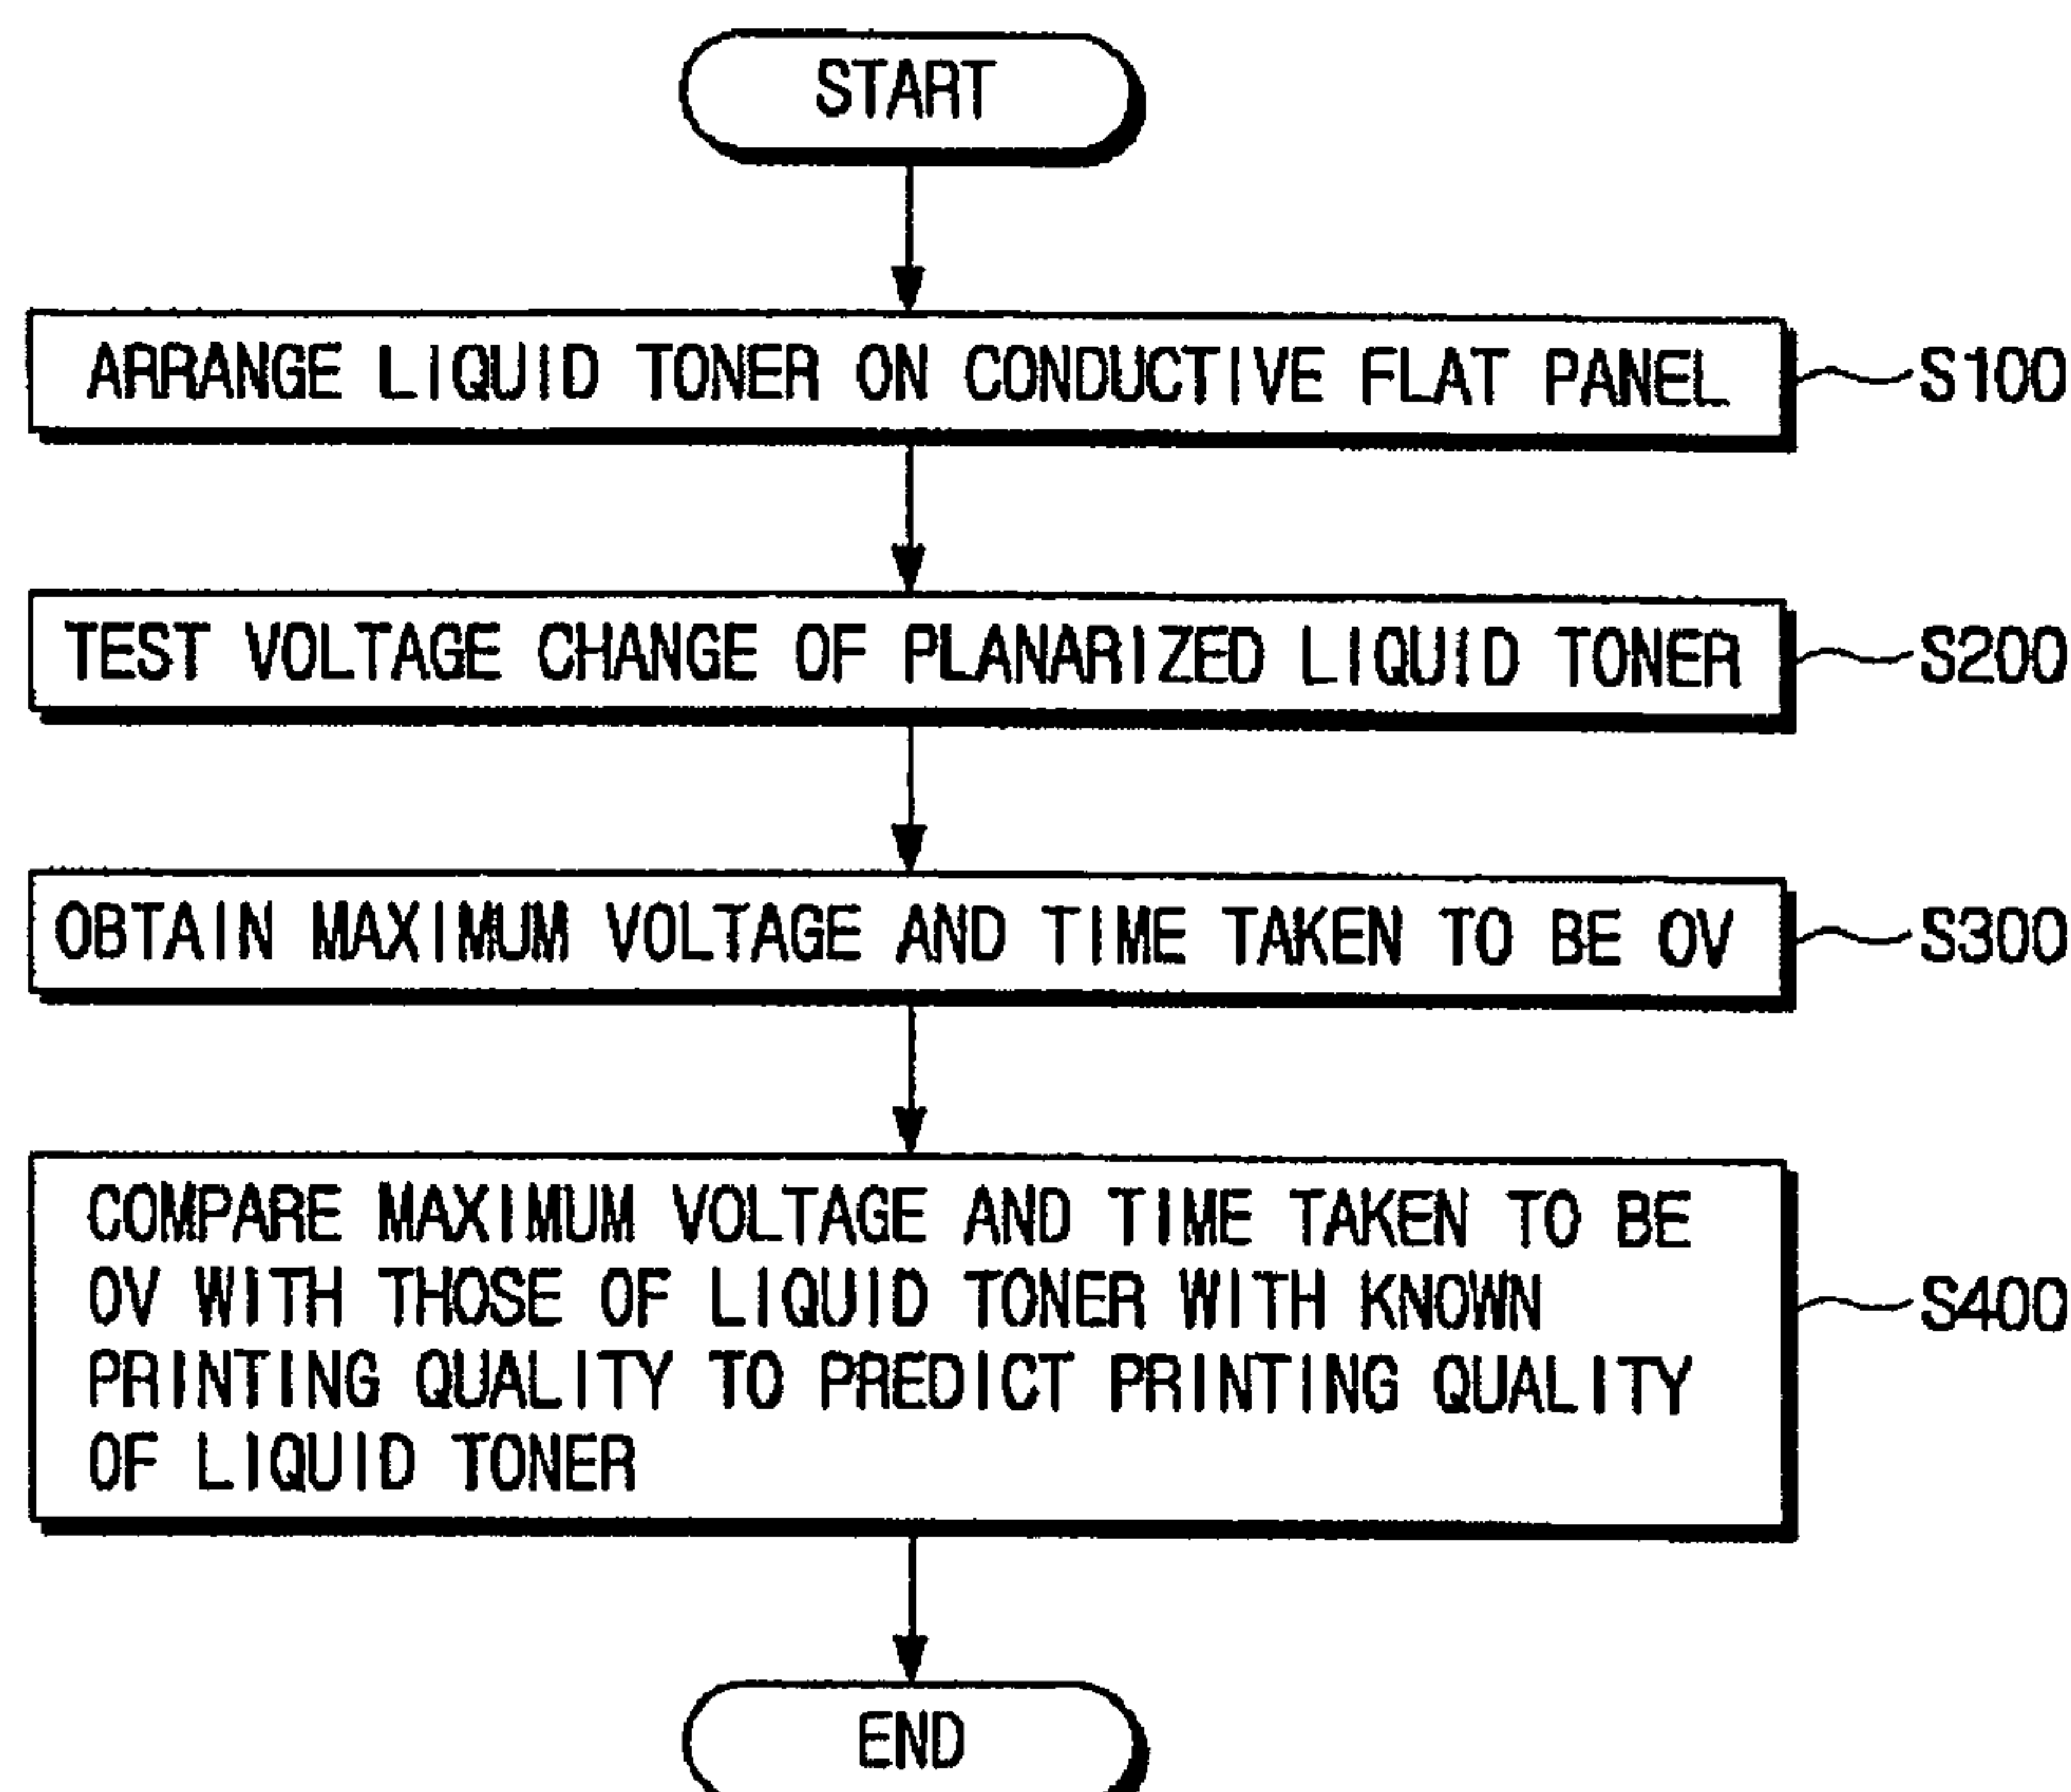 START
ARRANGE LIQUID TONER ON CONDUCTIVE FLAT PANEL
S100
TEST VOLTAGE CHANGE OF PLANARIZED LIQUID TONER
S200
OBTAIN MAXIMUM VOLTAGE AND TIME TAKEN TO BE 0V
S300
COMPARE MAXIMUM VOLTAGE AND TIME TAKEN TO BE
0V WITH THOSE OF LIQUID TONER WITH KNOWN
PRINTING QUALITY TO PREDICT PRINTING QUALITY
OF LIQUID TONER
S400
END